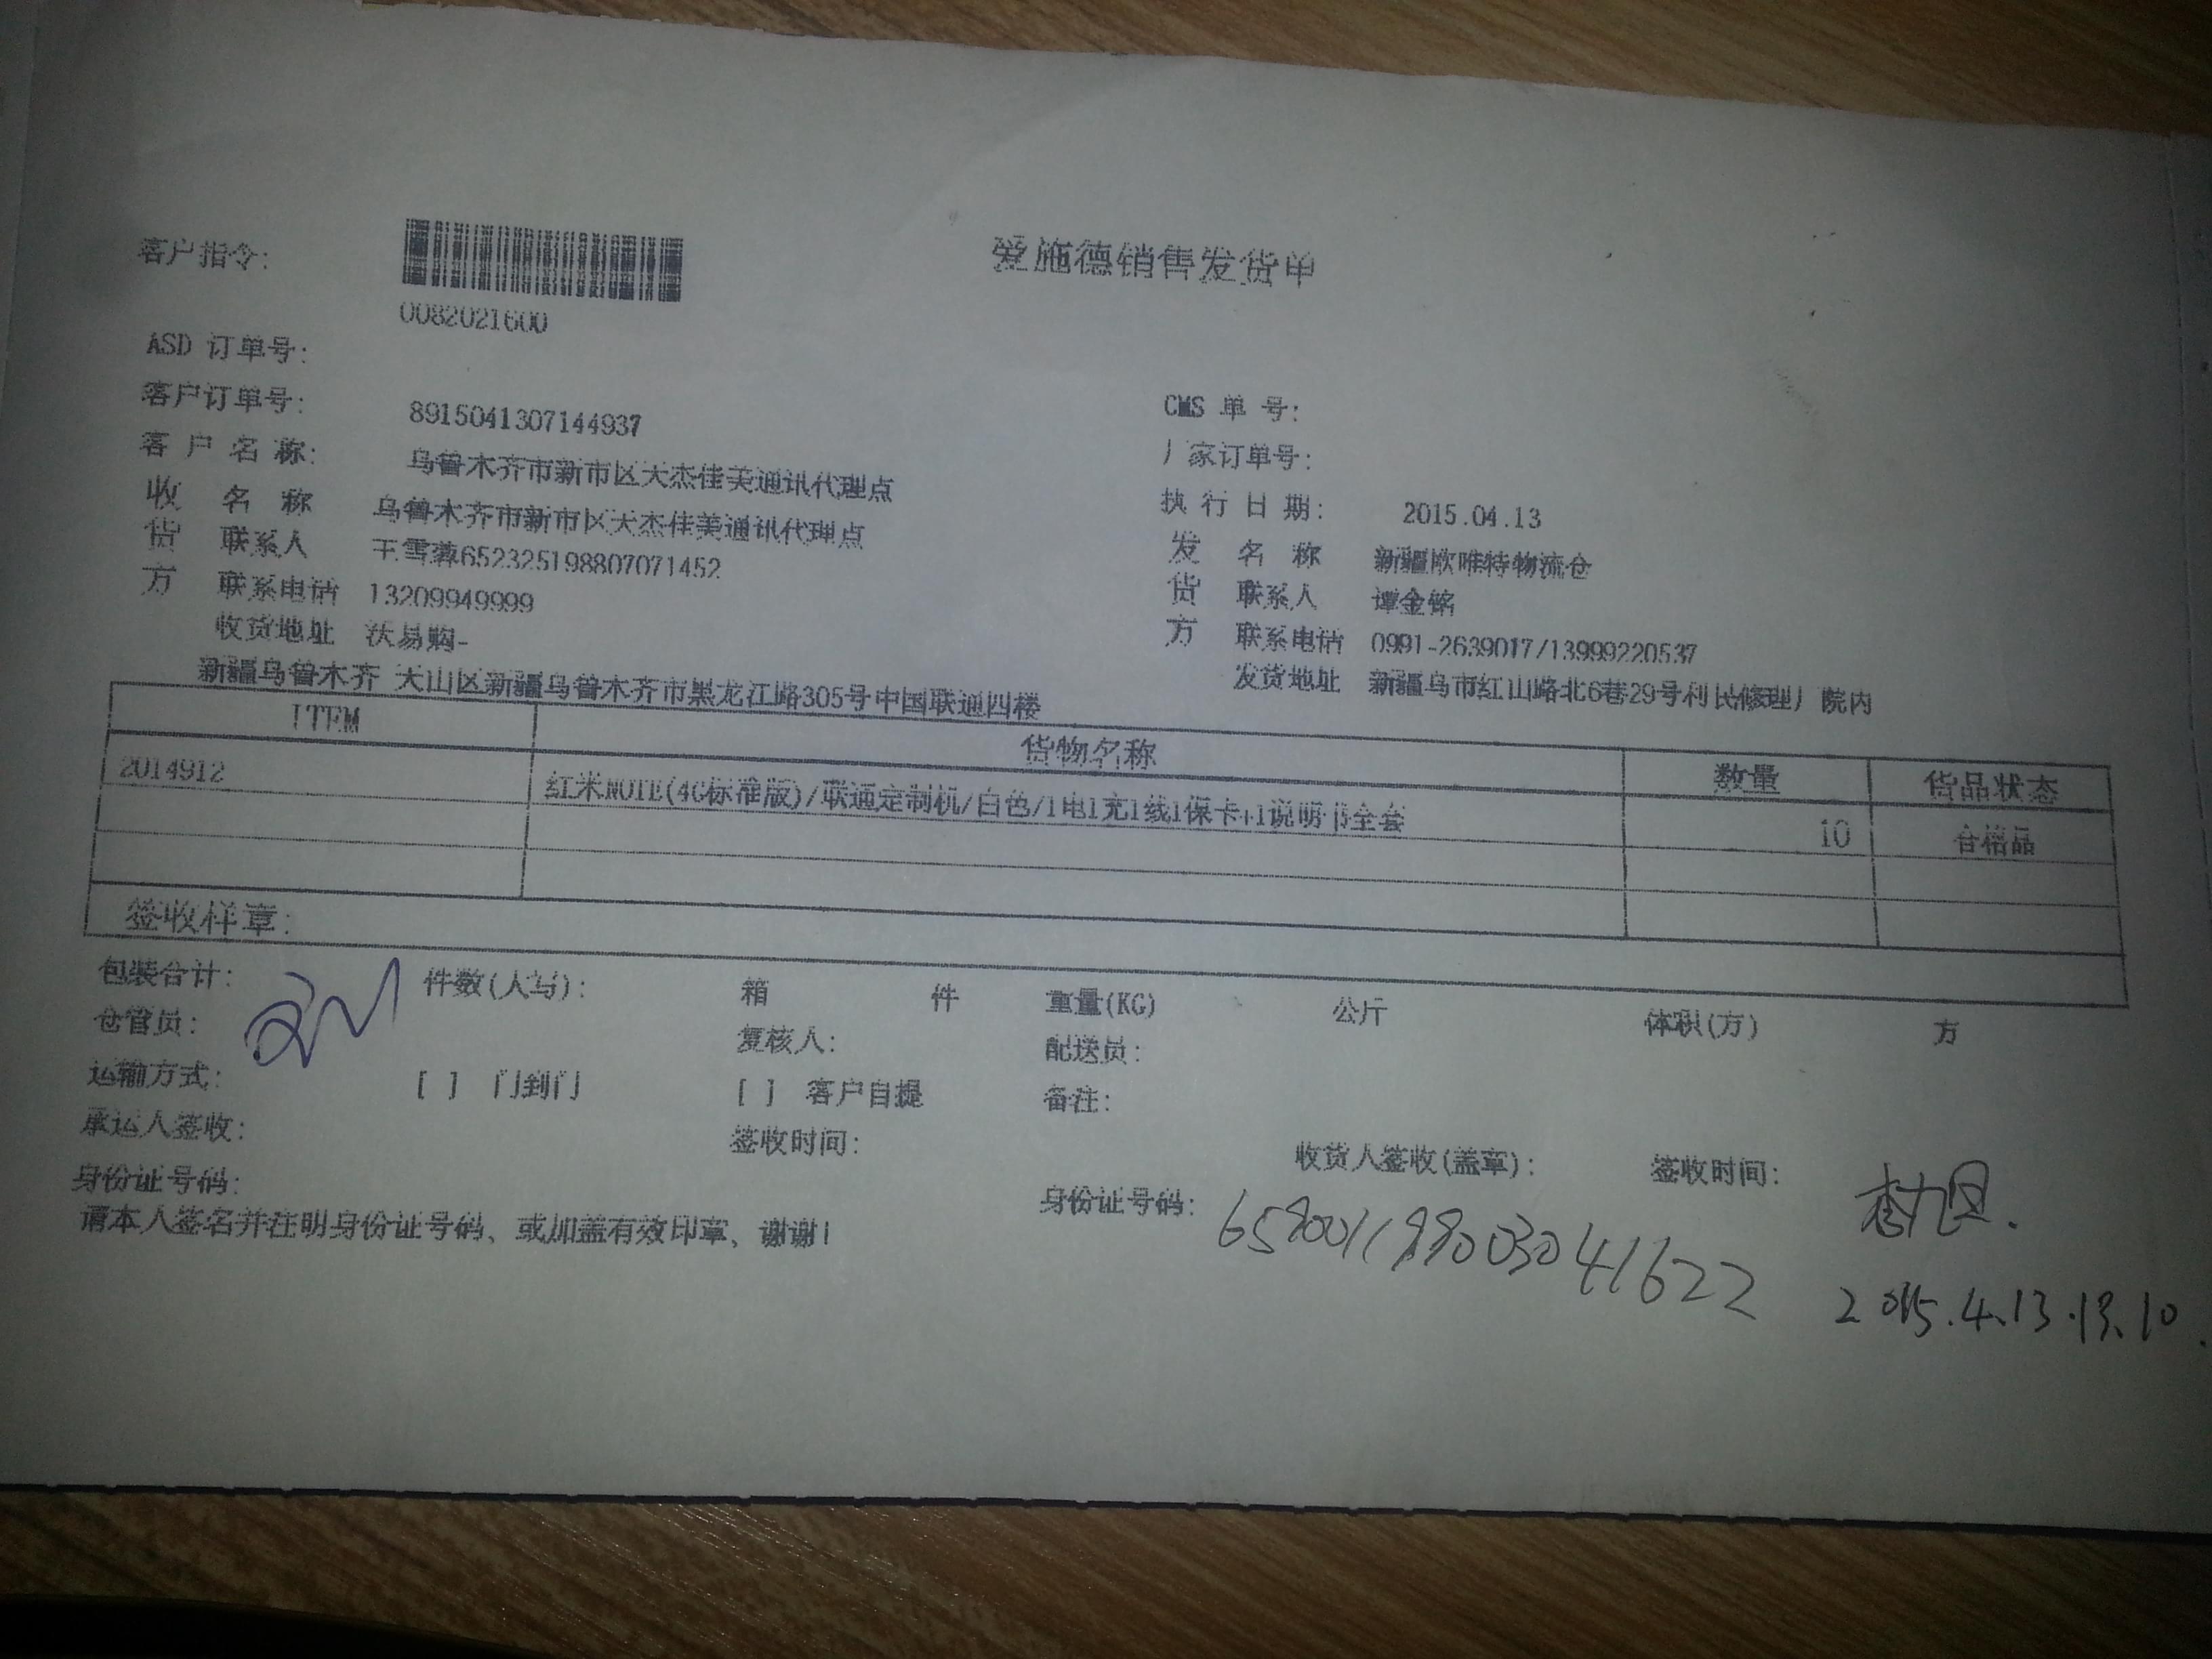 客户指令:
0082021600
爱施德销售发货单
ASD 订单号:
客户订单号: 8915041307144937
CMS 单 号:
客 户 名 称: 乌鲁木齐市新市区天杰佳美通讯代理点
厂家订单号:
收货方 名 称 乌鲁木齐市新市区天杰佳美通讯代理点
执 行 日 期: 2015.04.13
联系人 王雪蓉652325198807071452
发货方 名 称 新疆欧唯特物流仓
联系电话 13209949999
联系人 谭金铭
收货地址 沃易购-
联系电话 0991-2639017/13999220537
新疆乌鲁木齐 天山区新疆乌鲁木齐市黑龙江路305号中国联通四楼
发货地址 新疆乌市红山路北6巷29号利民修理厂院内
ITEM 货物名称 数量 货品状态
2014912 红米NOTE(4G标准版)/联通定制机/白色/1电1充1线1保卡+1说明书全套 10 合格品
签收样章:
包装合计: 件数(大写): 箱 件 重量(KG) 公斤 体积(方) 方
仓管员: 复核人: 配送员:
运输方式: [ ] 门到门 [ ] 客户自提 备注:
承运人签收: 签收时间: 收货人签收(盖章): 签收时间:
身份证号码: 身份证号码:
请本人签名并注明身份证号码、或加盖有效印章、谢谢!
2015.4.13.